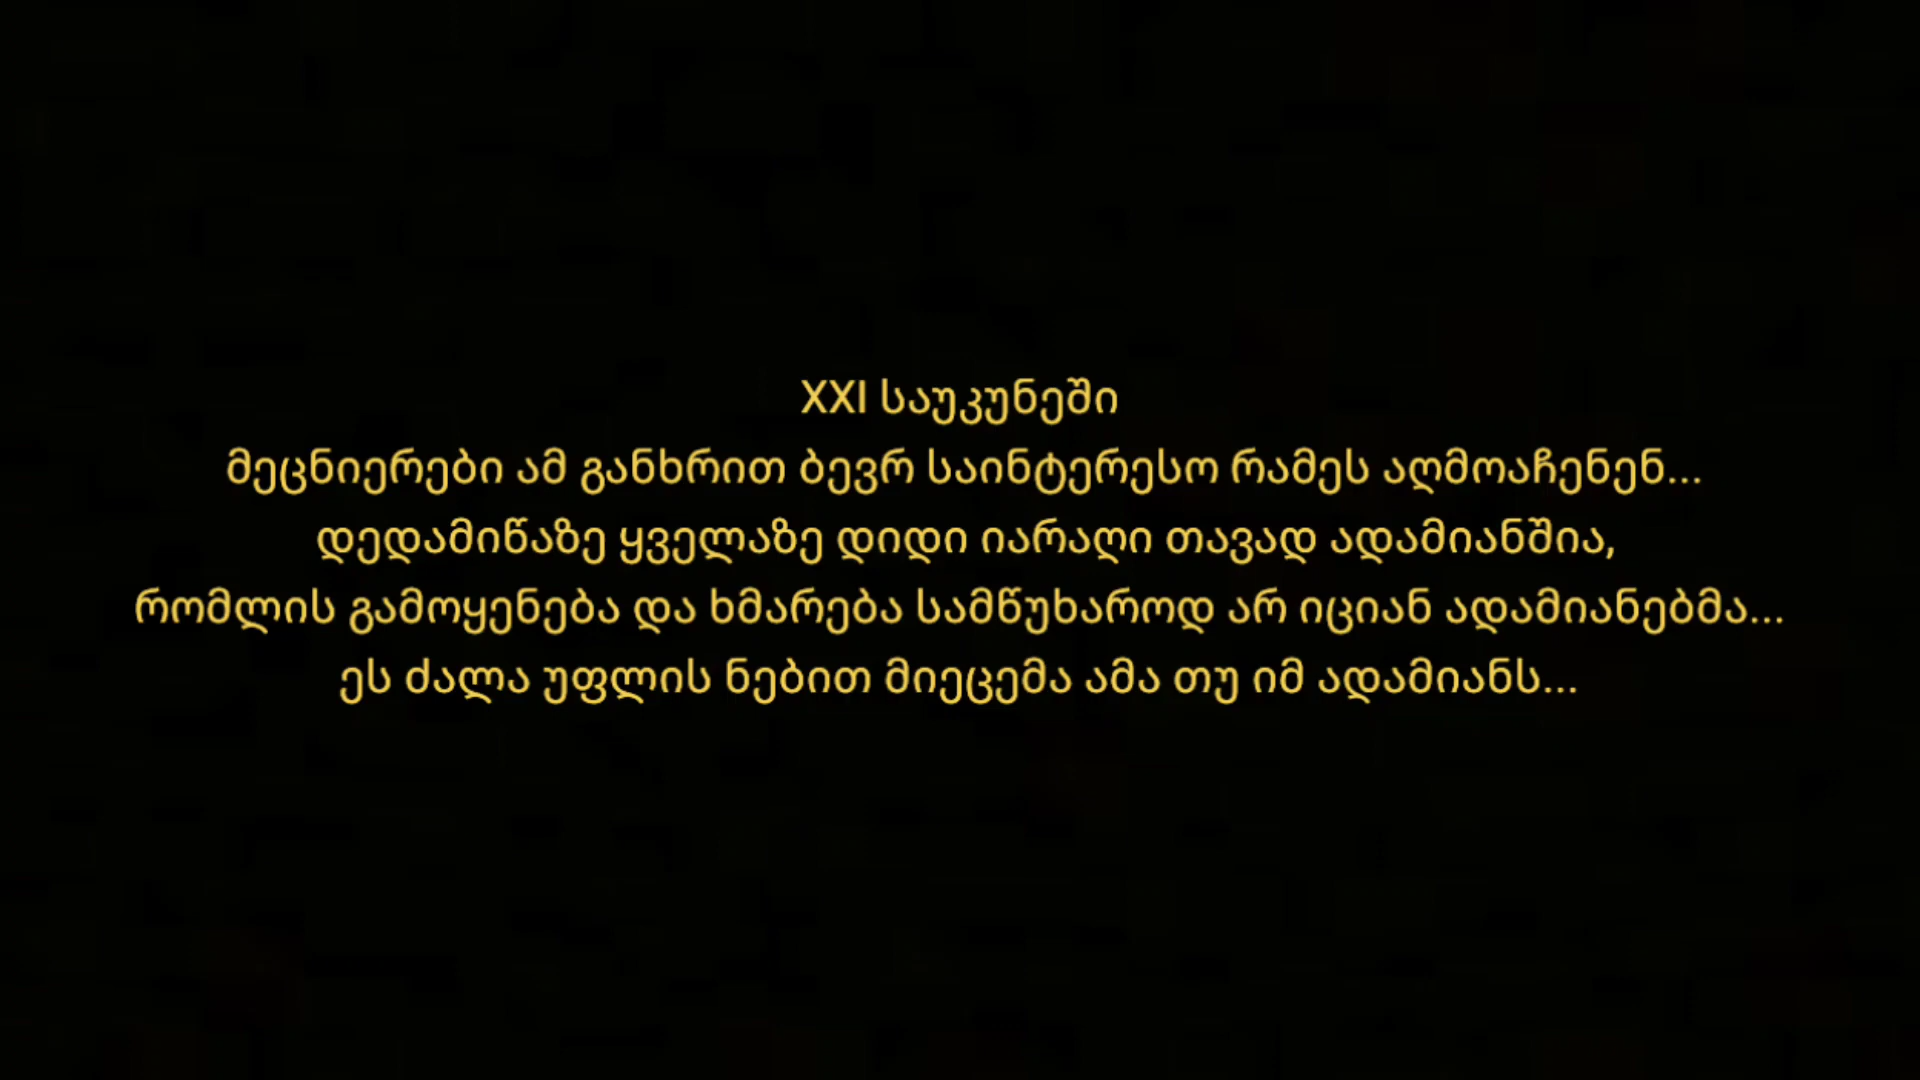 XXI საუკუნეში
მეცნიერები ამ განხრით ბევრ საინტერესო რამეს აღმოაჩენენ...
დედამიწაზე ყველაზე დიდი იარაღი თავად ადამიანშია,
რომლის გამოყენება და ხმარება სამწუხაროდ არ იციან ადამიანებმა...
ეს ძალა უფლის ნებით მიეცემა ამა თუ იმ ადამიანს...